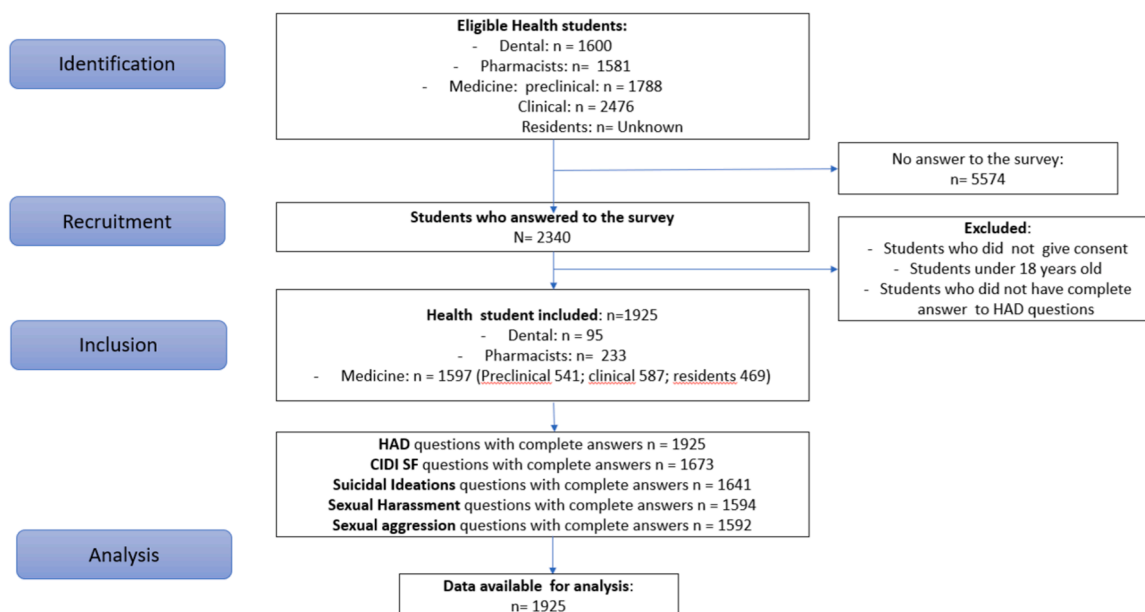 Identification
Eligible Health students:
- Dental: n = 1600
- Pharmacists: n= 1581
- Medicine: preclinical: n = 1788
Clinical: n = 2476
Residents: n= Unknown
No answer to the survey:
n= 5574
Recruitment
Students who answered to the survey
N= 2340
Excluded:
- Students who did not give consent
- Students under 18 years old
- Students who did not have complete
answer to HAD questions
Inclusion
Health student included: n=1925
- Dental: n = 95
- Pharmacists: n= 233
- Medicine: n = 1597 (Preclinical 541; clinical 587; residents 469)
HAD questions with complete answers n = 1925
CIDI SF questions with complete answers n = 1673
Suicidal Ideations questions with complete answers n = 1641
Sexual Harassment questions with complete answers n = 1594
Sexual aggression questions with complete answers n = 1592
Analysis
Data available for analysis:
n= 1925